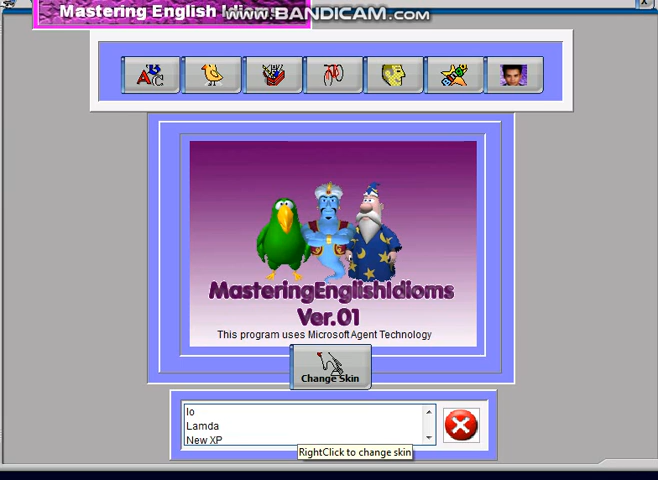 Mastering English Idi
www.BANDICAM.com
A B C
MasteringEnglishIdioms
Ver.01
This program uses Microsoft Agent Technology
Change Skin
Io
Lamda
New XP
RightClick to change skin